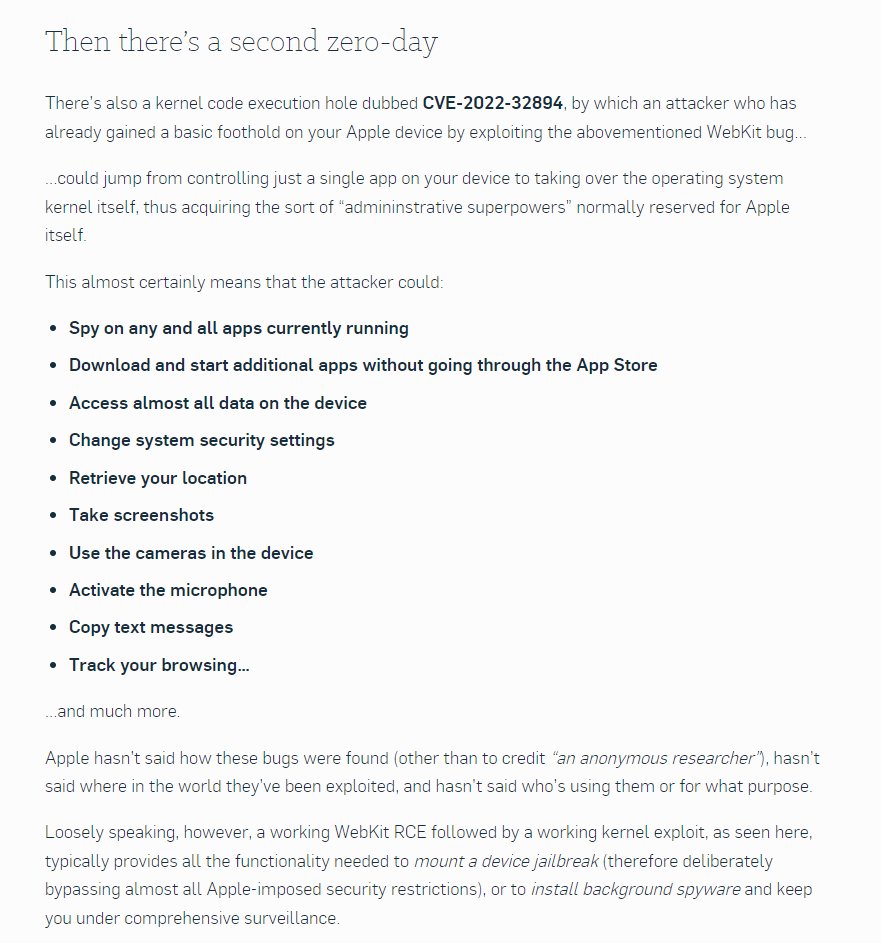 Then there's a second zero-day
There's also a kernel code execution hole dubbed CVE-2022-32894, by which an attacker who has
already gained a basic foothold on your Apple device by exploiting the abovementioned WebKit bug…
…could jump from controlling just a single app on your device to taking over the operating system
kernel itself, thus acquiring the sort of “admininstrative superpowers” normally reserved for Apple
itself.
This almost certainly means that the attacker could:
• Spy on any and all apps currently running
• Download and start additional apps without going through the App Store
• Access almost all data on the device
• Change system security settings
• Retrieve your location
• Take screenshots
• Use the cameras in the device
• Activate the microphone
• Copy text messages
• Track your browsing…
…and much more.
Apple hasn't said how these bugs were found (other than to credit “an anonymous researcher”), hasn't
said where in the world they've been exploited, and hasn't said who's using them or for what purpose.
Loosely speaking, however, a working WebKit RCE followed by a working kernel exploit, as seen here,
typically provides all the functionality needed to mount a device jailbreak (therefore deliberately
bypassing almost all Apple-imposed security restrictions), or to install background spyware and keep
you under comprehensive surveillance.